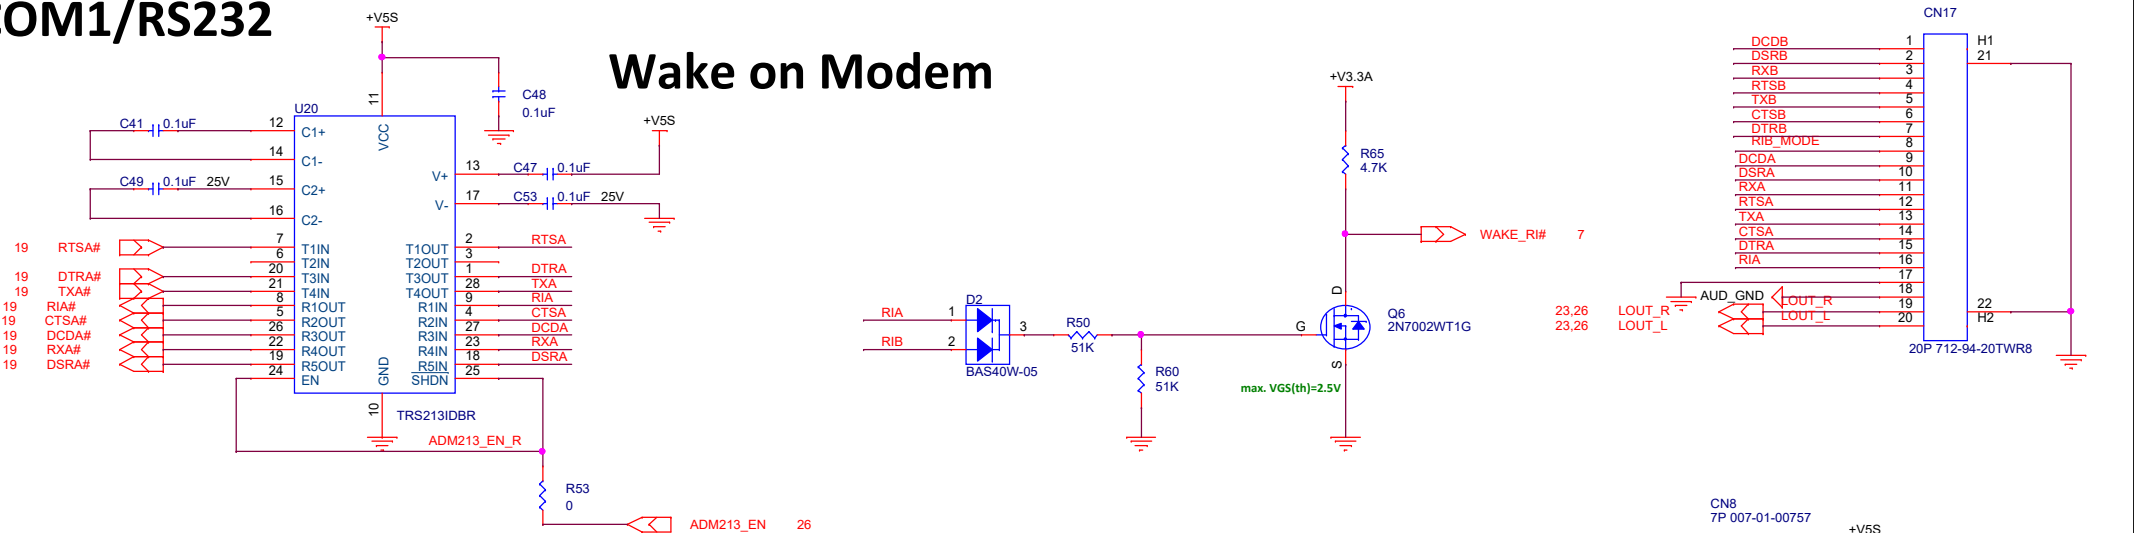 COM1/RS232
Wake on Modem
+V5S
C48
0.1uF
U20
C41 0.1uF
C49 0.1uF 25V
11
VCC
12 C1+
14 C1-
15 C2+
16 C2-
V+ 13
V- 17
C47 0.1uF
+V5S
C53 0.1uF 25V
19 RTSA# 7 T1IN
6 T2IN
19 DTRA# 20 T3IN
19 TXA# 21 T4IN
19 RIA# 8 R1OUT
19 CTSA# 5 R2OUT
19 DCDA# 26 R3OUT
19 RXA# 22 R4OUT
19 DSRA# 19 R5OUT
24 EN
T1OUT 2 RTSA
T2OUT 3
T3OUT 1 DTRA
T4OUT 28 TXA
R1IN 9 RIA
R2IN 4 CTSA
R3IN 27 DCDA
R4IN 23 RXA
R5IN 18 DSRA
SHDN 25
GND
10
TRS213IDBR
ADM213_EN_R
R53
0
ADM213_EN 26
RIA 1
RIB 2
D2
3
BAS40W-05
R50
51K
R60
51K
+V3.3A
R65
4.7K
WAKE_RI# 7
D
G
S
Q6
2N7002WT1G
max. VGS(th)=2.5V
CN17
DCDB 1
DSRB 2
RXB 3
RTSB 4
TXB 5
CTSB 6
DTRB 7
RIB_MODE 8
DCDA 9
DSRA 10
RXA 11
RTSA 12
TXA 13
CTSA 14
DTRA 15
RIA 16
17
AUD_GND 18
23,26 LOUT_R LOUT_R 19
23,26 LOUT_L LOUT_L 20
H1
21
22
H2
20P 712-94-20TWR8
CN8
7P 007-01-00757
+V5S